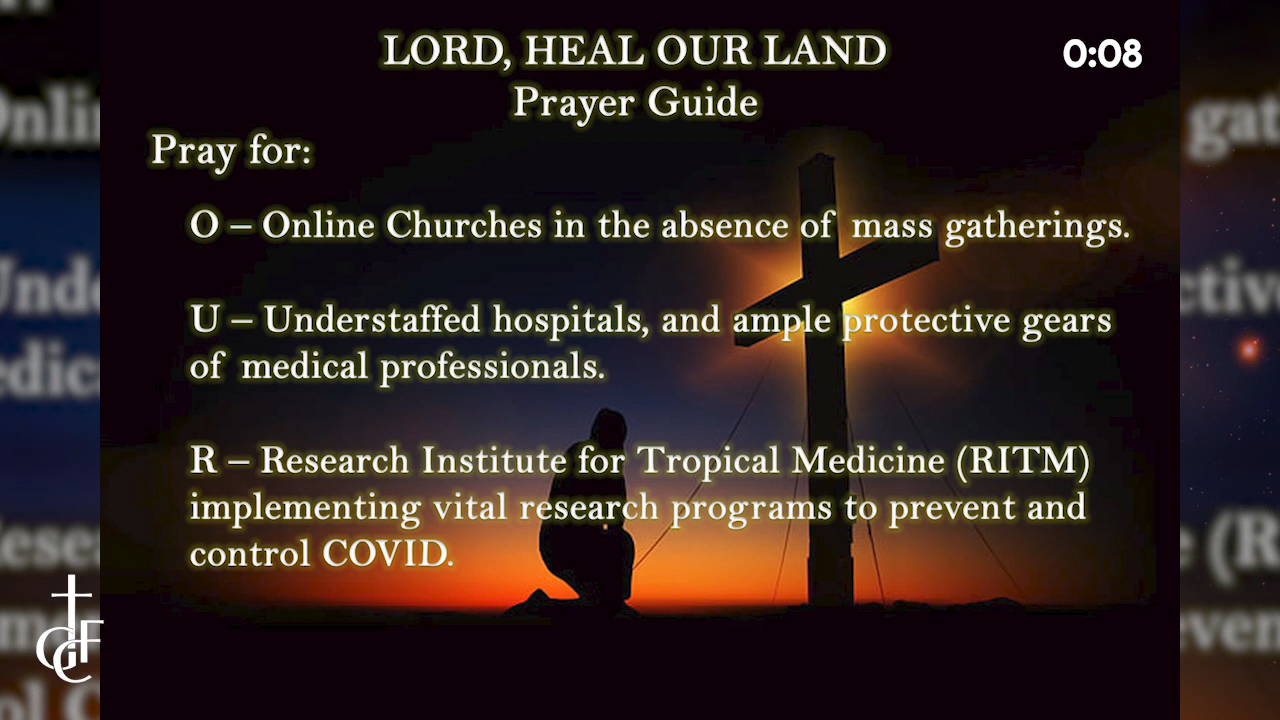 LORD, HEAL OUR LAND
0:08
Prayer Guide
Pray for:
O – Online Churches in the absence of mass gatherings.
U – Understaffed hospitals, and ample protective gears
of medical professionals.
R – Research Institute for Tropical Medicine (RITM)
implementing vital research programs to prevent and
control COVID.